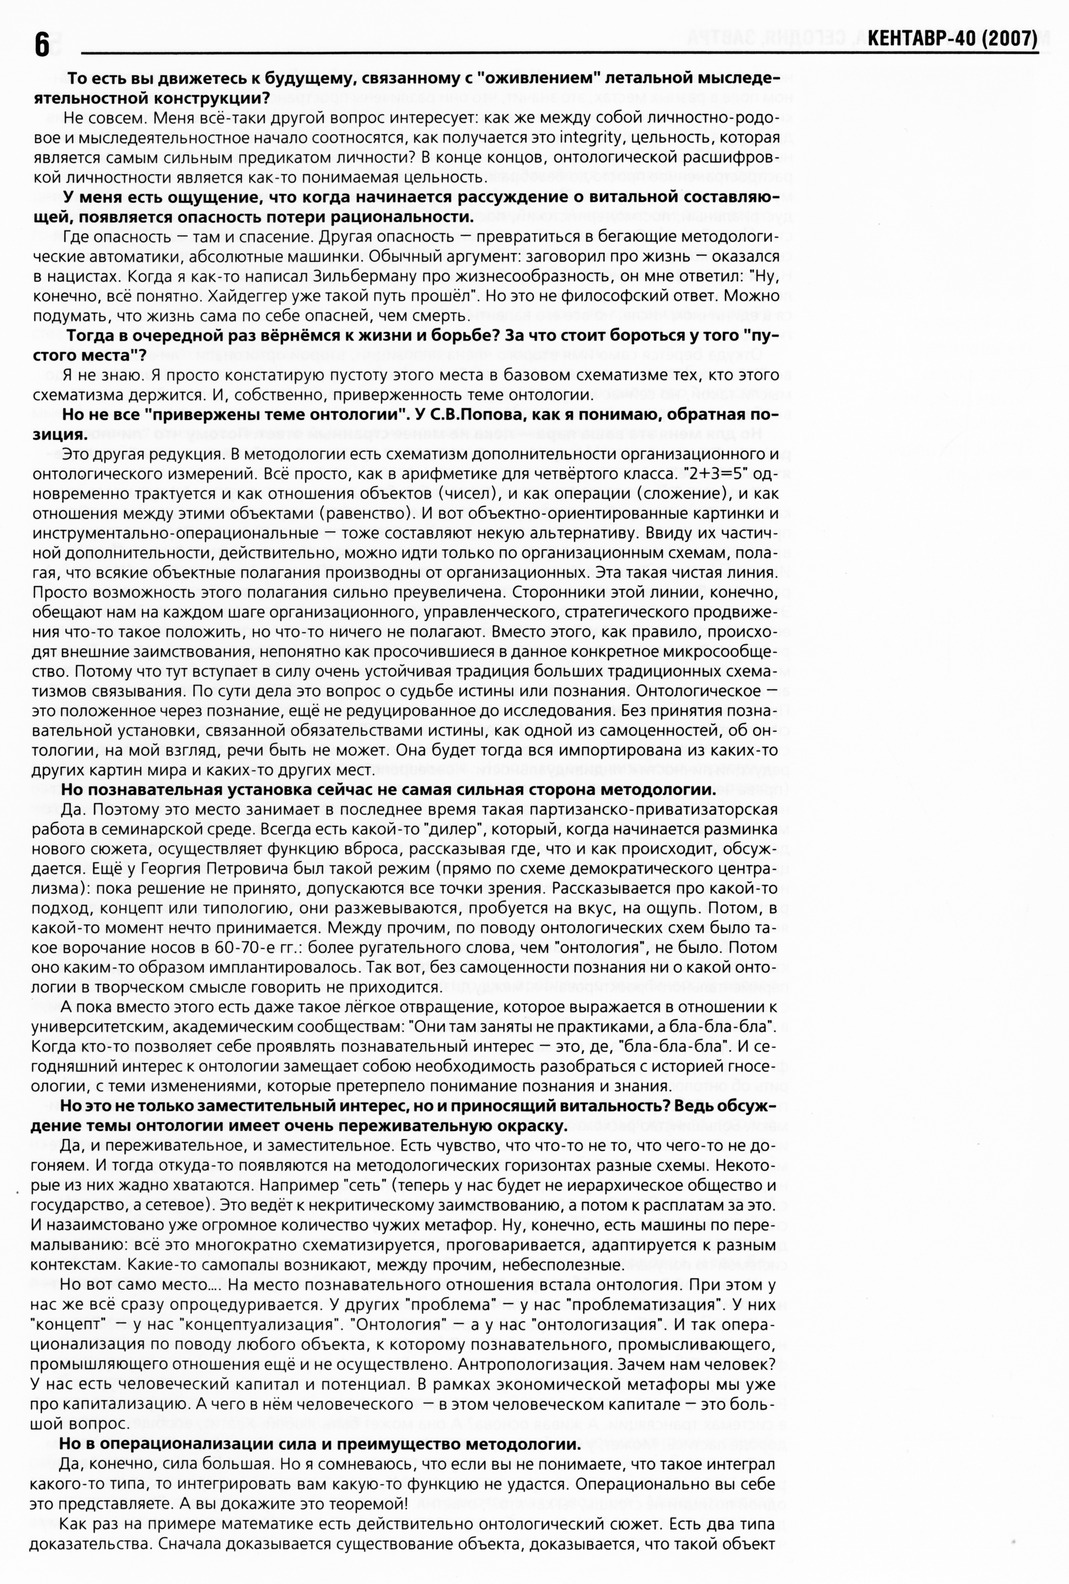 6
КЕНТАВР-40 (2007)
То есть вы движетесь к будущему, связанному с "оживлением" летальной мыследе-
ятельностной конструкции?
Не совсем. Меня всё-таки другой вопрос интересует: как же между собой личностно-родо-
вое и мыследеятельностное начало соотносятся, как получается это integrity, цельность, которая
является самым сильным предикатом личности? В конце концов, онтологической расшифров-
кой личностности является как-то понимаемая цельность.
У меня есть ощущение, что когда начинается рассуждение о витальной составляю-
щей, появляется опасность потери рациональности.
Где опасность – там и спасение. Другая опасность – превратиться в бегающие методологи-
ческие автоматики, абсолютные машинки. Обычный аргумент: заговорил про жизнь – оказался
в нацистах. Когда я как-то написал Зильберману про жизнесообразность, он мне ответил: "Ну,
конечно, всё понятно. Хайдеггер уже такой путь прошёл". Но это не философский ответ. Можно
подумать, что жизнь сама по себе опасней, чем смерть.
Тогда в очередной раз вёрнёмся к жизни и борьбе? За что стоит бороться у того "пу-
стого места"?
Я не знаю. Я просто констатирую пустоту этого места в базовом схематизме тех, кто этого
схематизма держится. И, собственно, приверженность теме онтологии.
Но не все "привержены теме онтологии". У С.В.Попова, как я понимаю, обратная по-
зиция.
Это другая редукция. В методологии есть схематизм дополнительности организационного и
онтологического измерений. Всё просто, как в арифметике для четвёртого класса. "2+3=5" од-
новременно трактуется и как отношения объектов (чисел), и как операции (сложение), и как
отношения между этими объектами (равенство). И вот объектно-ориентированные картинки и
инструментально-операциональные – тоже составляют некую альтернативу. Ввиду их частич-
ной дополнительности, действительно, можно идти только по организационным схемам, пола-
гая, что всякие объектные полагания производны от организационных. Эта такая чистая линия.
Просто возможность этого полагания сильно преувеличена. Сторонники этой линии, конечно,
обещают нам на каждом шаге организационного, управленческого, стратегического продвиже-
ния что-то такое положить, но что-то ничего не полагают. Вместо этого, как правило, происхо-
дят внешние заимствования, непонятно как просочившиеся в данное конкретное микросообще-
ство. Потому что тут вступает в силу очень устойчивая традиция больших традиционных схема-
тизмов связывания. По сути дела это вопрос о судьбе истины или познания. Онтологическое –
это положенное через познание, ещё не редуцированное до исследования. Без принятия позна-
вательной установки, связанной обязательствами истины, как одной из самоценностей, об он-
тологии, на мой взгляд, речи быть не может. Она будет тогда вся импортирована из каких-то
других картин мира и каких-то других мест.
Но познавательная установка сейчас не самая сильная сторона методологии.
Да. Поэтому это место занимает в последнее время такая партизанско-приватизаторская
работа в семинарской среде. Всегда есть какой-то "дилер", который, когда начинается разминка
нового сюжета, осуществляет функцию вброса, рассказывая где, что и как происходит, обсуж-
дается. Ещё у Георгия Петровича был такой режим (прямо по схеме демократического центра-
лизма): пока решение не принято, допускаются все точки зрения. Рассказывается про какой-то
подход, концепт или типологию, они разжевываются, пробуется на вкус, на ощупь. Потом, в
какой-то момент нечто принимается. Между прочим, по поводу онтологических схем было та-
кое ворочание носов в 60-70-е гг.: более ругательного слова, чем "онтология", не было. Потом
оно каким-то образом имплантировалось. Так вот, без самоценности познания ни о какой онто-
логии в творческом смысле говорить не приходится.
А пока вместо этого есть даже такое лёгкое отвращение, которое выражается в отношении к
университетским, академическим сообществам: "Они там заняты не практиками, а бла-бла-бла".
Когда кто-то позволяет себе проявлять познавательный интерес – это, де, "бла-бла-бла". И се-
годняшний интерес к онтологии замещает собою необходимость разобраться с историей гносе-
ологии, с теми изменениями, которые претерпело понимание познания и знания.
Но это не только заместительный интерес, но и приносящий витальность? Ведь обсуж-
дение темы онтологии имеет очень переживательную окраску.
Да, и переживательное, и заместительное. Есть чувство, что что-то не то, что чего-то не до-
гоняем. И тогда откуда-то появляются на методологических горизонтах разные схемы. Некото-
рые из них жадно хватаются. Например "сеть" (теперь у нас будет не иерархическое общество и
государство, а сетевое). Это ведёт к некритическому заимствованию, а потом к расплатам за это.
И назаимстовано уже огромное количество чужих метафор. Ну, конечно, есть машины по пере-
малыванию: всё это многократно схематизируется, проговаривается, адаптируется к разным
контекстам. Какие-то самопалы возникают, между прочим, небесполезные.
Но вот само место.... На место познавательного отношения встала онтология. При этом у
нас же всё сразу опроцедуривается. У других "проблема" – у нас "проблематизация". У них
"концепт" – у нас "концептуализация". "Онтология" – а у нас "онтологизация". И так опера-
ционализация по поводу любого объекта, к которому познавательного, промысливающего,
промышляющего отношения ещё и не осуществлено. Антропологизация. Зачем нам человек?
У нас есть человеческий капитал и потенциал. В рамках экономической метафоры мы уже
про капитализацию. А чего в нём человеческого – в этом человеческом капитале – это боль-
шой вопрос.
Но в операционализации сила и преимущество методологии.
Да, конечно, сила большая. Но я сомневаюсь, что если вы не понимаете, что такое интеграл
какого-то типа, то интегрировать вам какую-то функцию не удастся. Операционально вы себе
это представляете. А вы докажите это теоремой!
Как раз на примере математике есть действительно онтологический сюжет. Есть два типа
доказательства. Сначала доказывается существование объекта, доказывается, что такой объект